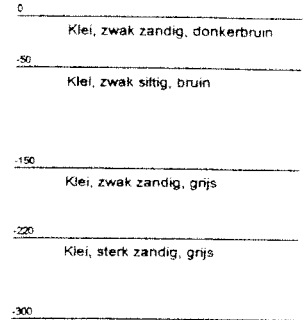 0
Klei, zwak zandig, donkerbruin
-50
Klei, zwak siltig, bruin
-150
Klei, zwak zandig, grijs
-220
Klei, sterk zandig, grijs
-300